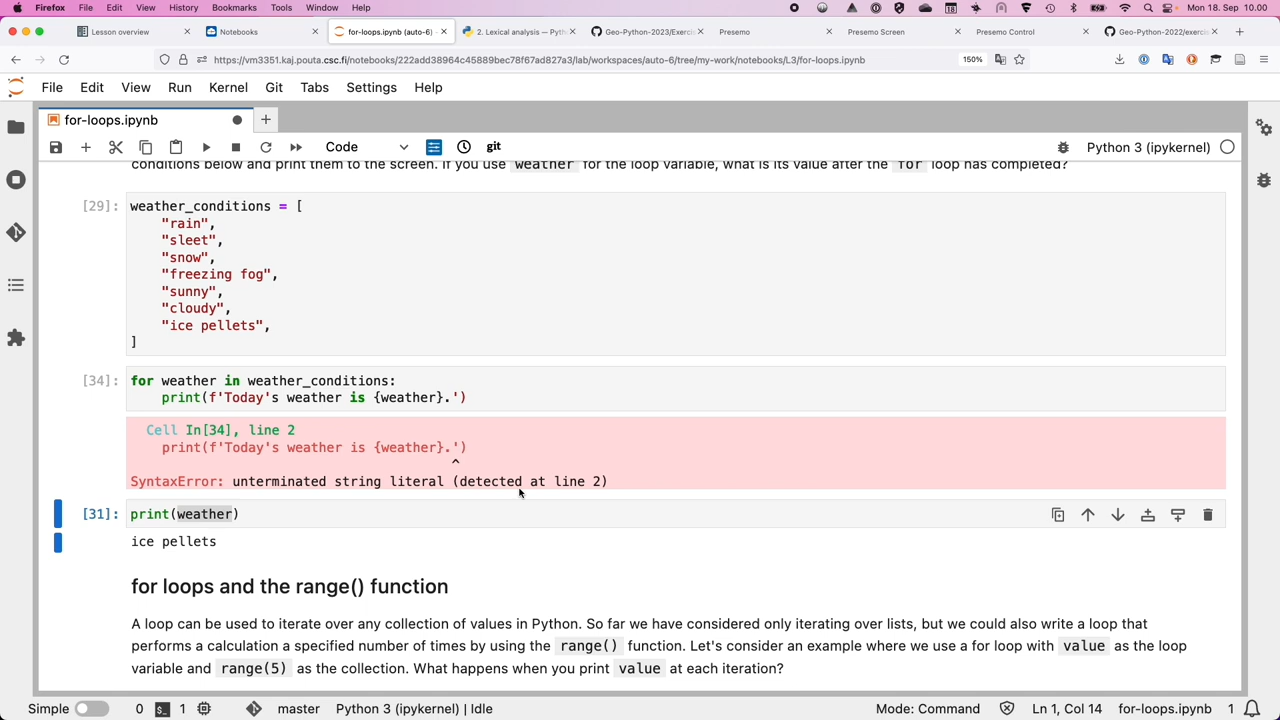 Firefox File Edit View History Bookmarks Tools Window Help Mon 18. Sep 10.00
Lesson overview Notebooks for-loops.ipynb (auto-6) 2. Lexical analysis — Pyth Geo-Python-2023/Exerci Presemo Presemo Screen Presemo Control Geo-Python-2022/exercis
https://vm3351.kaj.pouta.csc.fi/notebooks/222add38964c45889bec78f67ad827a3/lab/workspaces/auto-6/tree/my-work/notebooks/L3/for-loops.ipynb 150%
File Edit View Run Kernel Git Tabs Settings Help
for-loops.ipynb
Code git Python 3 (ipykernel)
conditions below and print them to the screen. If you use weather for the loop variable, what is its value after the for loop has completed?
[29]: weather_conditions = [
"rain",
"sleet",
"snow",
"freezing fog",
"sunny",
"cloudy",
"ice pellets",
]
[34]: for weather in weather_conditions:
print(f'Today's weather is {weather}.')
Cell In[34], line 2
print(f'Today's weather is {weather}.')
^
SyntaxError: unterminated string literal (detected at line 2)
[31]: print(weather)
ice pellets
for loops and the range() function
A loop can be used to iterate over any collection of values in Python. So far we have considered only iterating over lists, but we could also write a loop that
performs a calculation a specified number of times by using the range() function. Let's consider an example where we use a for loop with value as the loop
variable and range(5) as the collection. What happens when you print value at each iteration?
Simple 0 $_ 1 master Python 3 (ipykernel) | Idle Mode: Command Ln 1, Col 14 for-loops.ipynb 1